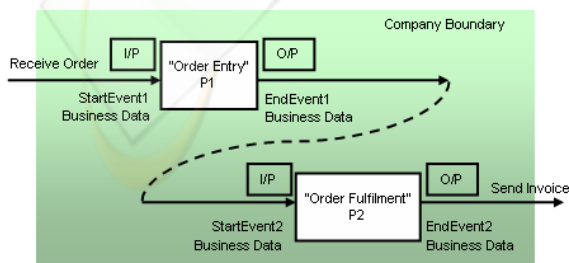 Company Boundary
I/P
O/P
Receive Order
"Order Entry"
P1
StartEvent1
Business Data
EndEvent1
Business Data
I/P
O/P
Send Invoice
"Order Fulfilment"
P2
StartEvent2
Business Data
EndEvent2
Business Data